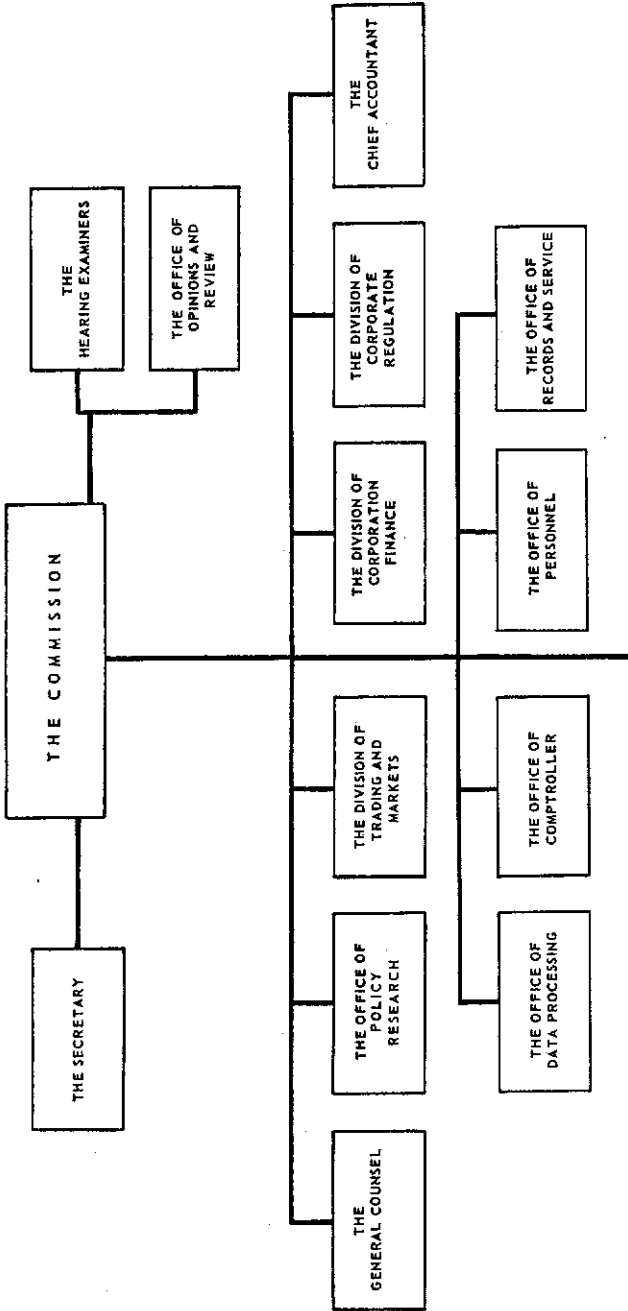 THE COMMISSION
THE SECRETARY
THE
HEARING EXAMINERS
THE OFFICE OF
OPINIONS AND
REVIEW
THE
GENERAL COUNSEL
THE OFFICE OF
POLICY
RESEARCH
THE DIVISION OF
TRADING AND
MARKETS
THE DIVISION OF
CORPORATION
FINANCE
THE DIVISION OF
CORPORATE
REGULATION
THE
CHIEF ACCOUNTANT
THE OFFICE OF
DATA PROCESSING
THE OFFICE OF
COMPTROLLER
THE OFFICE OF
PERSONNEL
THE OFFICE OF
RECORDS AND SERVICE